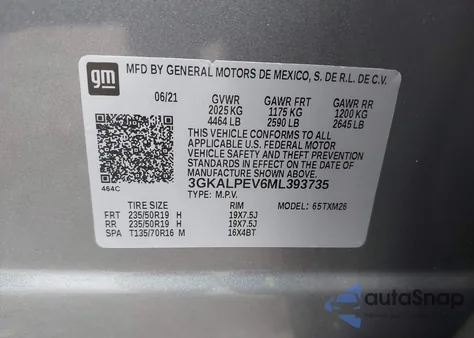 gm
MFD BY GENERAL MOTORS DE MEXICO, S. DE R.L. DE C.V.
06/21 GVWR GAWR FRT GAWR RR
2025 KG 1175 KG 1200 KG
4464 LB 2590 LB 2645 LB
THIS VEHICLE CONFORMS TO ALL
APPLICABLE U.S. FEDERAL MOTOR
VEHICLE SAFETY AND THEFT PREVENTION
STANDARDS IN EFFECT ON THE DATE OF
MANUFACTURE SHOWN ABOVE.
3GKALPEV6ML393735
464C
TYPE: M.P.V. MODEL: 65TXM26
TIRE SIZE RIM
FRT 235/50R19 H 19X7.5J
RR 235/50R19 H 19X7.5J
SPA T135/70R16 M 16X4BT
autoSnap